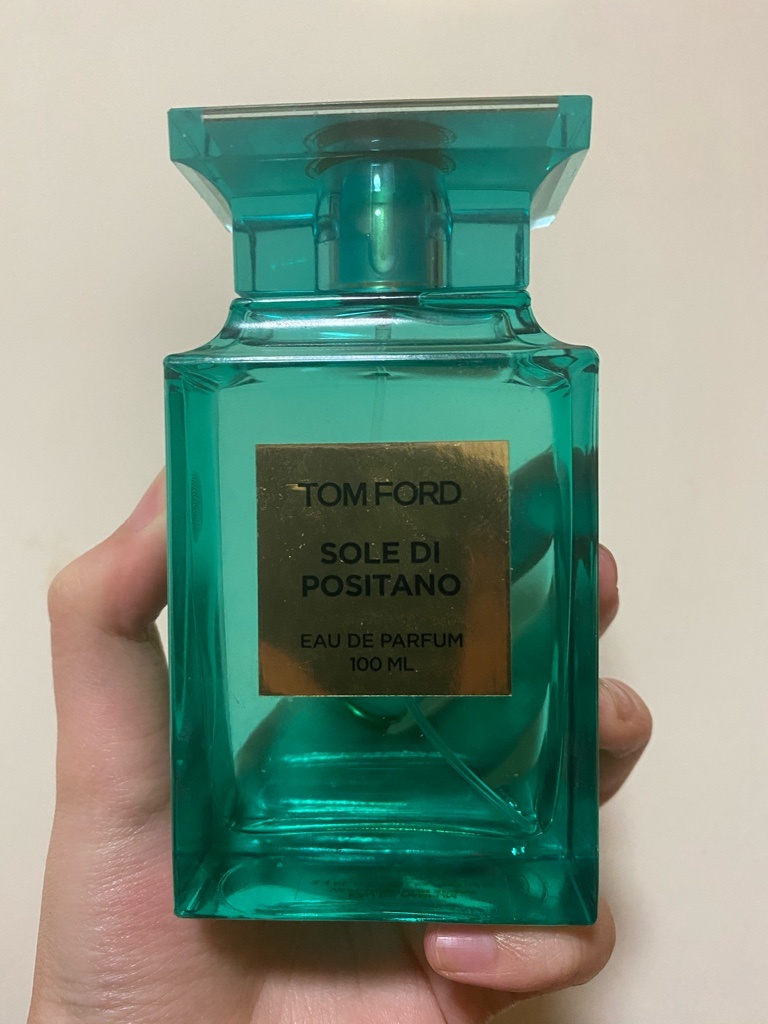 TOM FORD
SOLE DI
POSITANO
EAU DE PARFUM
100 ML